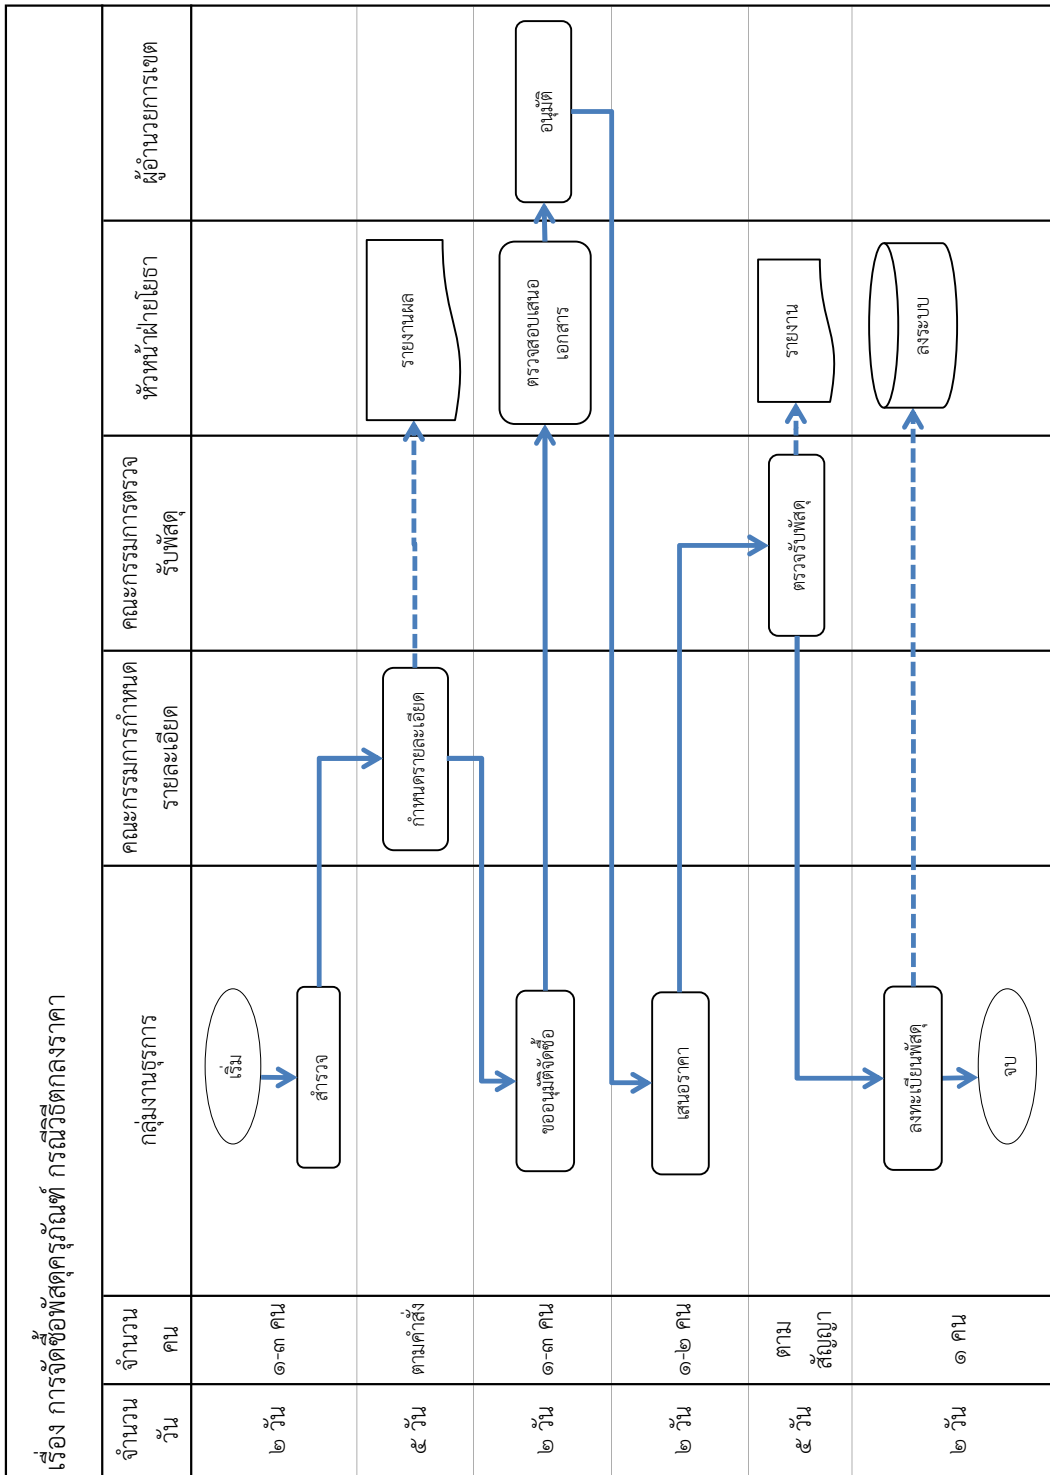 เรื่อง การจัดซื้อพัสดุครุภัณฑ์ กรณีวิธีตกลงราคา
จำนวน
วัน
จำนวน
คน
กลุ่มงานธุรการ
คณะกรรมการกำหนด
รายละเอียด
คณะกรรมการตรวจ
รับพัสดุ
หัวหน้าฝ่ายโยธา
ผู้อำนวยการเขต
๒ วัน
๑-๓ คน
เริ่ม
สำรวจ
๕ วัน
ตามคำสั่ง
กำหนดรายละเอียด
รายงานผล
๒ วัน
๑-๓ คน
ขออนุมัติจัดซื้อ
ตรวจสอบเสนอ
เอกสาร
อนุมัติ
๒ วัน
๑-๒ คน
เสนอราคา
๕ วัน
ตาม
สัญญา
ตรวจรับพัสดุ
รายงาน
๒ วัน
๑ คน
ลงทะเบียนพัสดุ
ลงระบบ
จบ